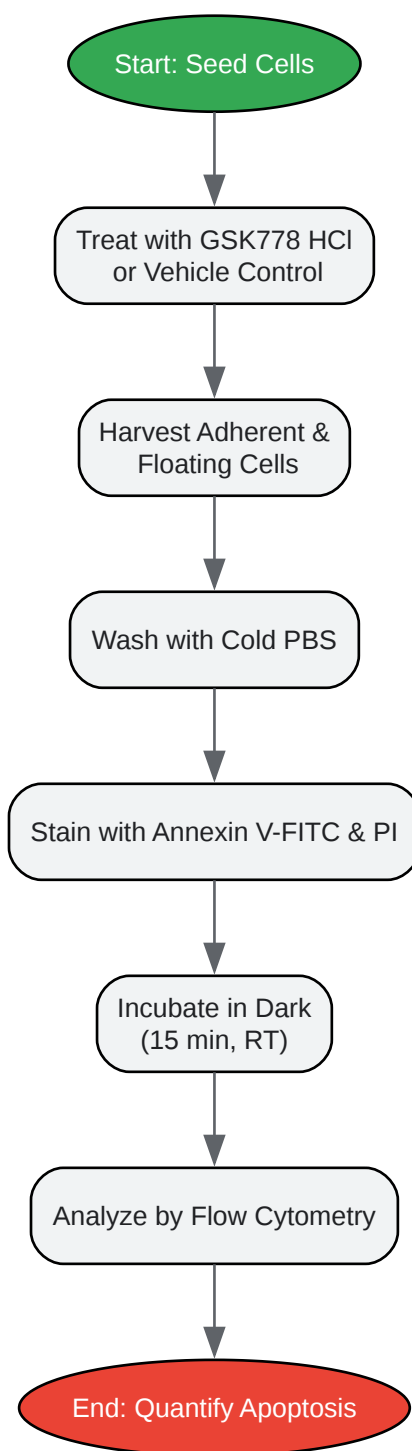 Start: Seed Cells
Treat with GSK778 HCl
or Vehicle Control
Harvest Adherent &
Floating Cells
Wash with Cold PBS
Stain with Annexin V-FITC & PI
Incubate in Dark
(15 min, RT)
Analyze by Flow Cytometry
End: Quantify Apoptosis